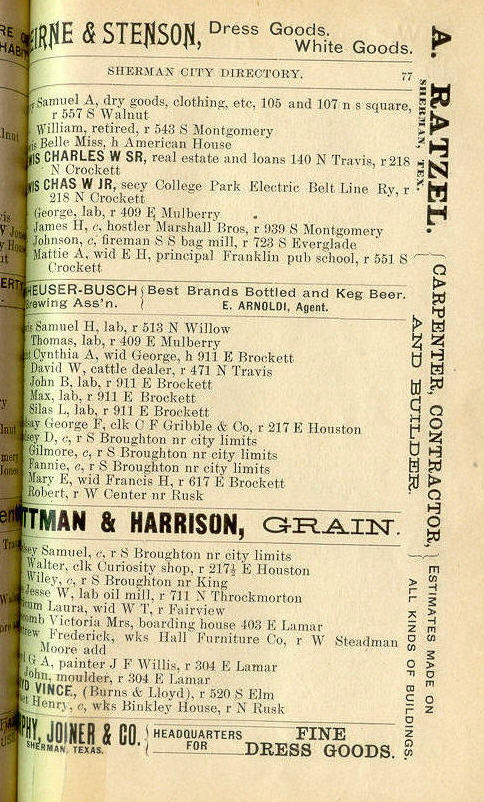 EIRNE & STENSON, Dress Goods. White Goods.
SHERMAN CITY DIRECTORY. 77
Samuel A, dry goods, clothing, etc, 105 and 107 n s square,
r 557 S Walnut
William, retired, r 543 S Montgomery
Belle Miss, h American House
WIS CHARLES W SR, real estate and loans 140 N Travis, r 218
N Crockett
WIS CHAS W JR, secy College Park Electric Belt Line Ry, r
218 N Crockett
George, lab, r 409 E Mulberry
James H, c, hostler Marshall Bros, r 939 S Montgomery
Johnson, c, fireman S S bag mill, r 723 S Everglade
Mattie A, wid E H, principal Franklin pub school, r 551 S
Crockett
HEUSER-BUSCH Best Brands Bottled and Keg Beer.
Brewing Ass'n. E. ARNOLDI, Agent.
Samuel H, lab, r 513 N Willow
Thomas, lab, r 409 E Mulberry
Cynthia A, wid George, h 911 E Brockett
David W, cattle dealer, r 471 N Travis
John B, lab, r 911 E Brockett
Max, lab, r 911 E Brockett
Silas L, lab, r 911 E Brockett
say George F, clk C F Gribble & Co, r 217 E Houston
sey D, c, r S Broughton nr city limits
Gilmore, c, r S Broughton nr city limits
Fannie, c, r S Broughton nr city limits
Mary E, wid Francis H, r 617 E Brockett
Robert, r W Center nr Rusk
TTMAN & HARRISON, GRAIN.
sey Samuel, c, r S Broughton nr city limits
Walter, clk Curiosity shop, r 217½ E Houston
Wiley, c, r S Broughton nr King
Jesse W, lab oil mill, r 711 N Throckmorton
cum Laura, wid W T, r Fairview
comb Victoria Mrs, boarding house 403 E Lamar
rew Frederick, wks Hall Furniture Co, r W Steadman
Moore add
G A, painter J F Willis, r 304 E Lamar
John, moulder, r 304 E Lamar
YD VINCE, (Burns & Lloyd), r 520 S Elm
Henry, c, wks Binkley House, r N Rusk
PHY, JOINER & CO. HEADQUARTERS FOR FINE DRESS GOODS.
SHERMAN, TEXAS.
A. RATZEL.
SHERMAN, TEX.
CARPENTER, CONTRACTOR,
AND BUILDER.
ESTIMATES MADE ON
ALL KINDS OF BUILDINGS.